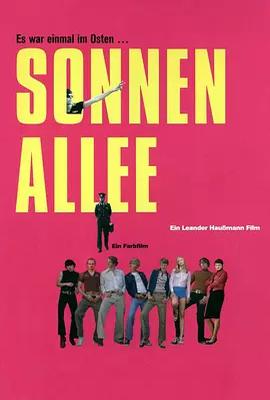 Es war einmal im Osten ...
SONNEN
ALLEE
Ein Leander Haußmann Film
Ein Farbfilm